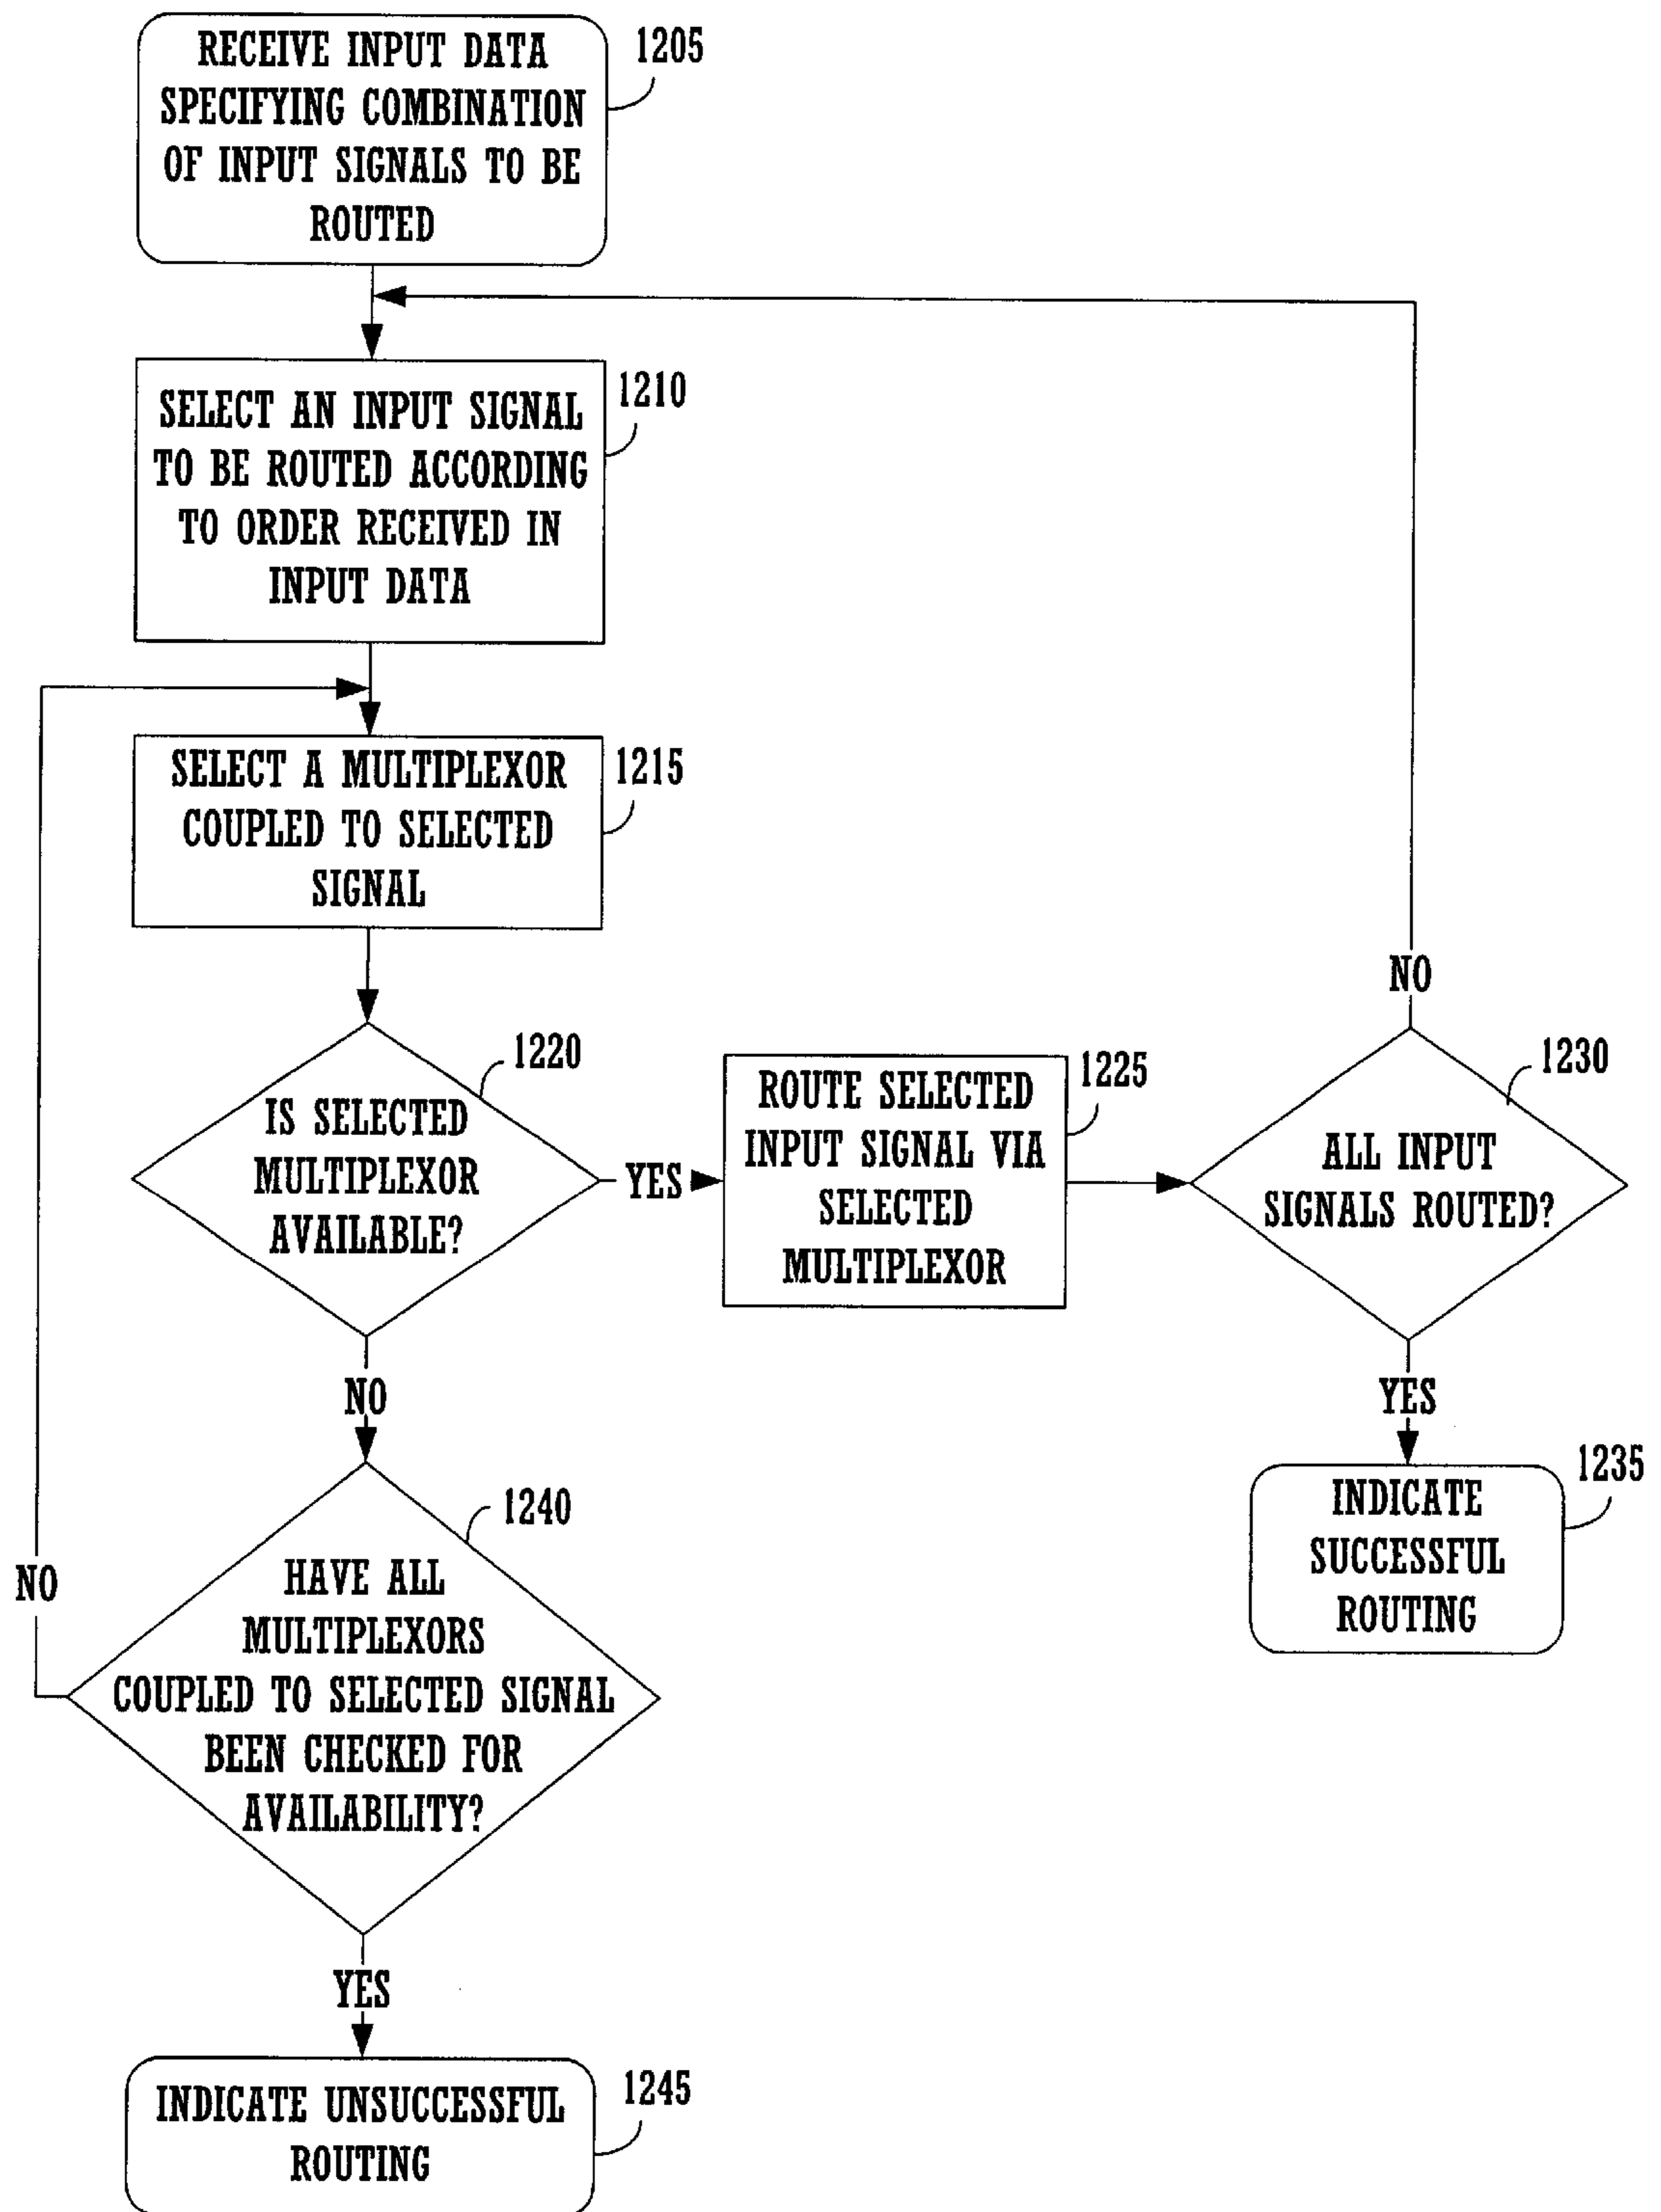 RECEIVE INPUT DATA
SPECIFYING COMBINATION
OF INPUT SIGNALS TO BE
ROUTED
1205
SELECT AN INPUT SIGNAL
TO BE ROUTED ACCORDING
TO ORDER RECEIVED IN
INPUT DATA
1210
SELECT A MULTIPLEXOR
COUPLED TO SELECTED
SIGNAL
1215
IS SELECTED
MULTIPLEXOR
AVAILABLE?
1220
YES
ROUTE SELECTED
INPUT SIGNAL VIA
SELECTED
MULTIPLEXOR
1225
NO
ALL INPUT
SIGNALS ROUTED?
1230
YES
INDICATE
SUCCESSFUL
ROUTING
1235
NO
HAVE ALL
MULTIPLEXORS
COUPLED TO SELECTED SIGNAL
BEEN CHECKED FOR
AVAILABILITY?
1240
NO
YES
INDICATE UNSUCCESSFUL
ROUTING
1245